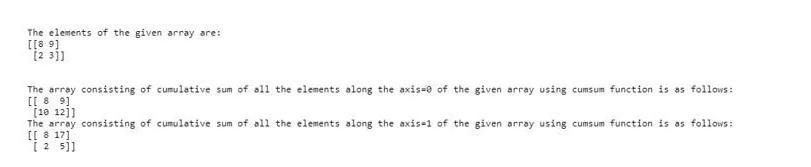 The elements of the given array are:
[[8 9]
 [2 3]]
The array consisting of cumulative sum of all the elements along the axis=0 of the given array using cumsum function is as follows:
[[ 8  9]
 [10 12]]
The array consisting of cumulative sum of all the elements along the axis=1 of the given array using cumsum function is as follows:
[[ 8 17]
 [ 2  5]]